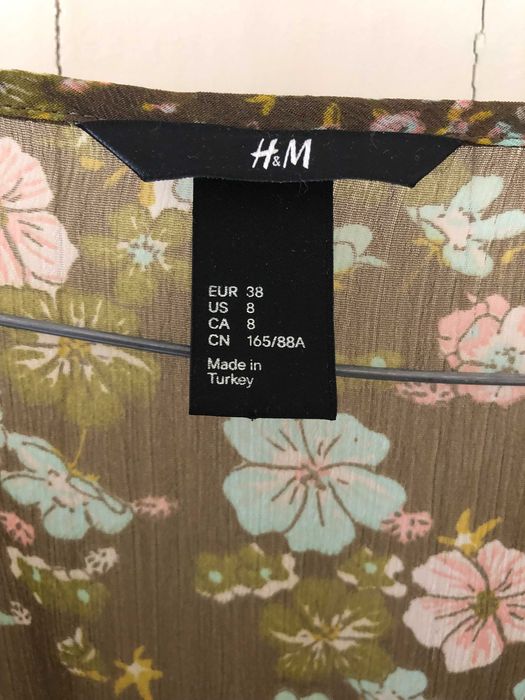 H&M
EUR 38
US 8
CA 8
CN 165/88A
Made in
Turkey